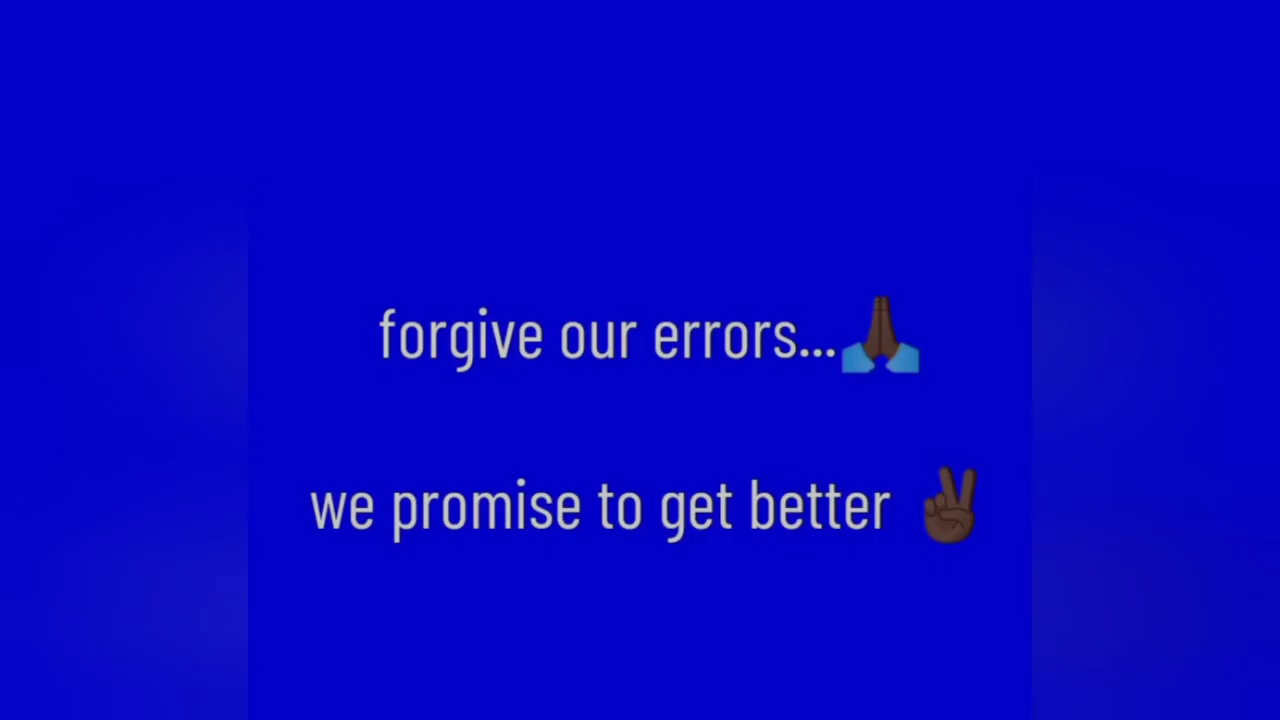 forgive our errors...🙏🏿
we promise to get better ✌🏿